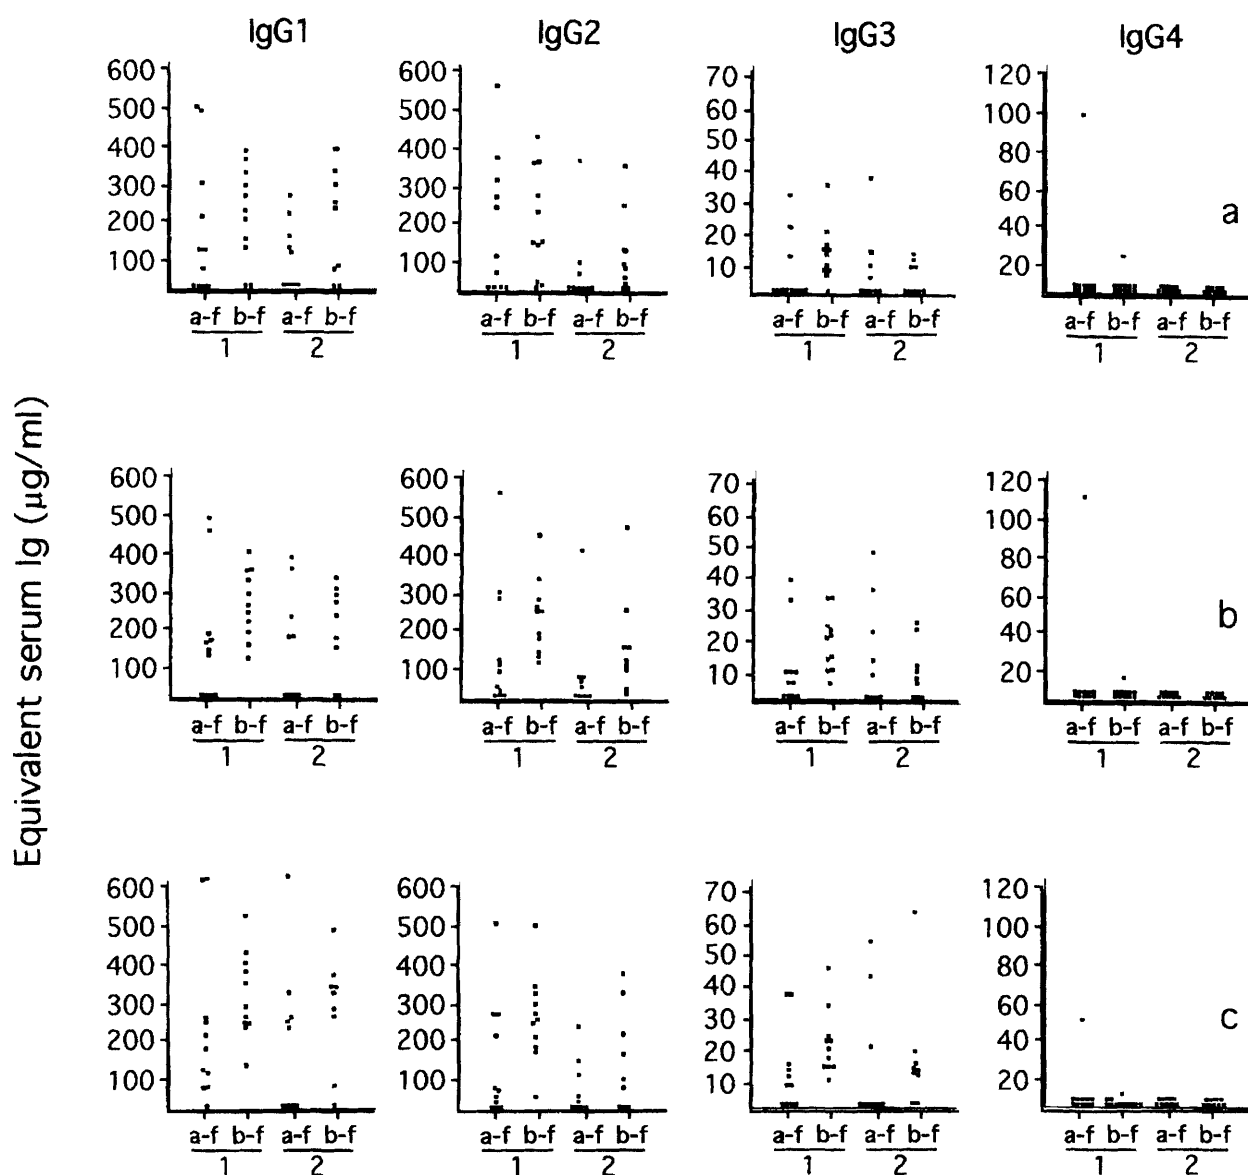 IgG1 IgG2 IgG3 IgG4
600 600 70 120
500 500 60 100
400 400 50 80
300 300 40 60
200 200 30 40
100 100 20 20
10
a
a-f b-f a-f b-f a-f b-f a-f b-f a-f b-f a-f b-f a-f b-f a-f b-f
1 2 1 2 1 2 1 2
Equivalent serum Ig (µg/ml)
600 600 70 120
500 500 60 100
400 400 50 80
300 300 40 60
200 200 30 40
100 100 20 20
10
b
a-f b-f a-f b-f a-f b-f a-f b-f a-f b-f a-f b-f a-f b-f a-f b-f
1 2 1 2 1 2 1 2
600 600 70 120
500 500 60 100
400 400 50 80
300 300 40 60
200 200 30 40
100 100 20 20
10
c
a-f b-f a-f b-f a-f b-f a-f b-f a-f b-f a-f b-f a-f b-f a-f b-f
1 2 1 2 1 2 1 2